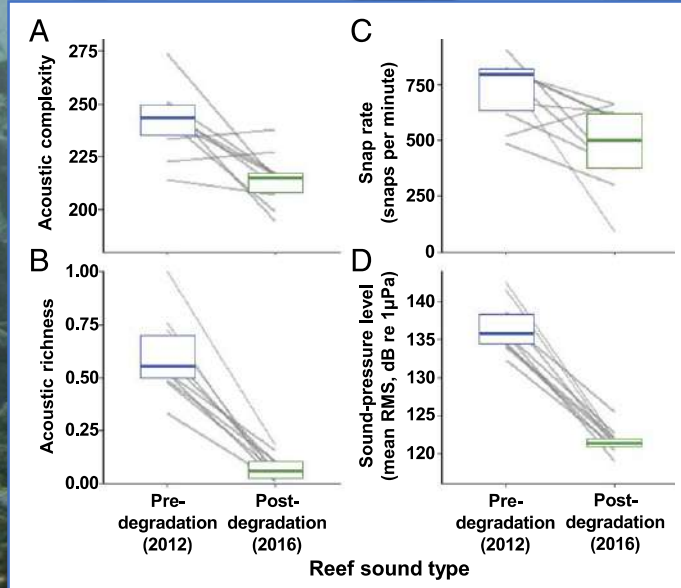 A
Acoustic complexity
275
250
225
200
C
Snap rate
(snaps per minute)
750
500
250
0
B
Acoustic richness
1.00
0.75
0.50
0.25
0.00
D
Sound-pressure level
(mean RMS, dB re 1µPa)
140
135
130
125
120
Pre-
degradation
(2012)
Post-
degradation
(2016)
Pre-
degradation
(2012)
Post-
degradation
(2016)
Reef sound type